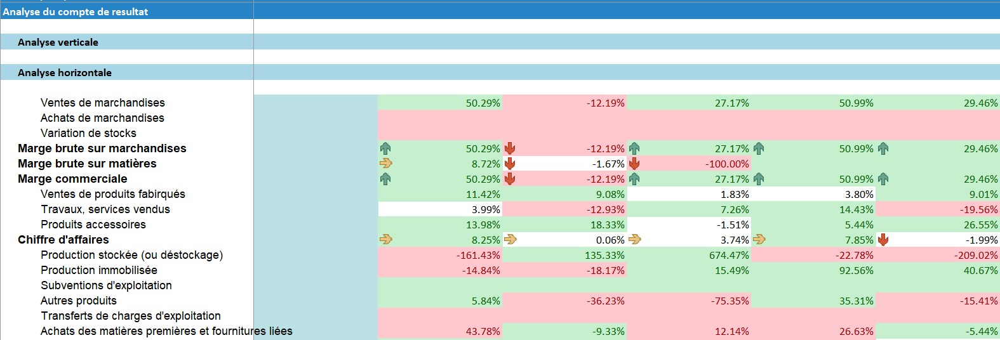 Analyse du compte de resultat
Analyse verticale
Analyse horizontale
Ventes de marchandises 50.29% -12.19% 27.17% 50.99% 29.46%
Achats de marchandises
Variation de stocks
Marge brute sur marchandises 50.29% -12.19% 27.17% 50.99% 29.46%
Marge brute sur matières 8.72% -1.67% -100.00%
Marge commerciale 50.29% -12.19% 27.17% 50.99% 29.46%
Ventes de produits fabirqués 11.42% 9.08% 1.83% 3.80% 9.01%
Travaux, services vendus 3.99% -12.93% 7.26% 14.43% -19.56%
Produits accessoires 13.98% 18.33% -1.51% 5.44% 26.55%
Chiffre d'affaires 8.25% 0.06% 3.74% 7.85% -1.99%
Production stockée (ou déstockage) -161.43% 135.33% 674.47% -22.78% -209.02%
Production immobilisée -14.84% -18.17% 15.49% 92.56% 40.67%
Subventions d'exploitation
Autres produits 5.84% -36.23% -75.35% 35.31% -15.41%
Transferts de charges d'exploitation
Achats des matières premières et fournitures liées 43.78% -9.33% 12.14% 26.63% -5.44%